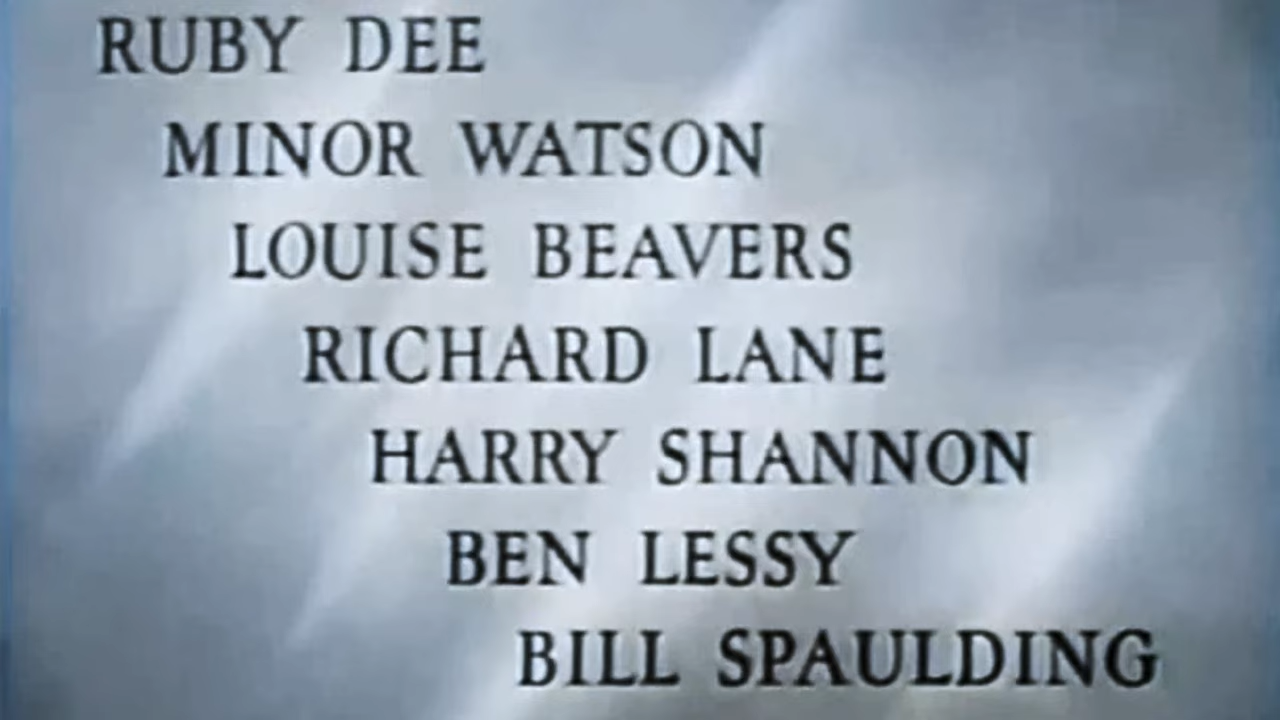 RUBY DEE
MINOR WATSON
LOUISE BEAVERS
RICHARD LANE
HARRY SHANNON
BEN LESSY
BILL SPAULDING